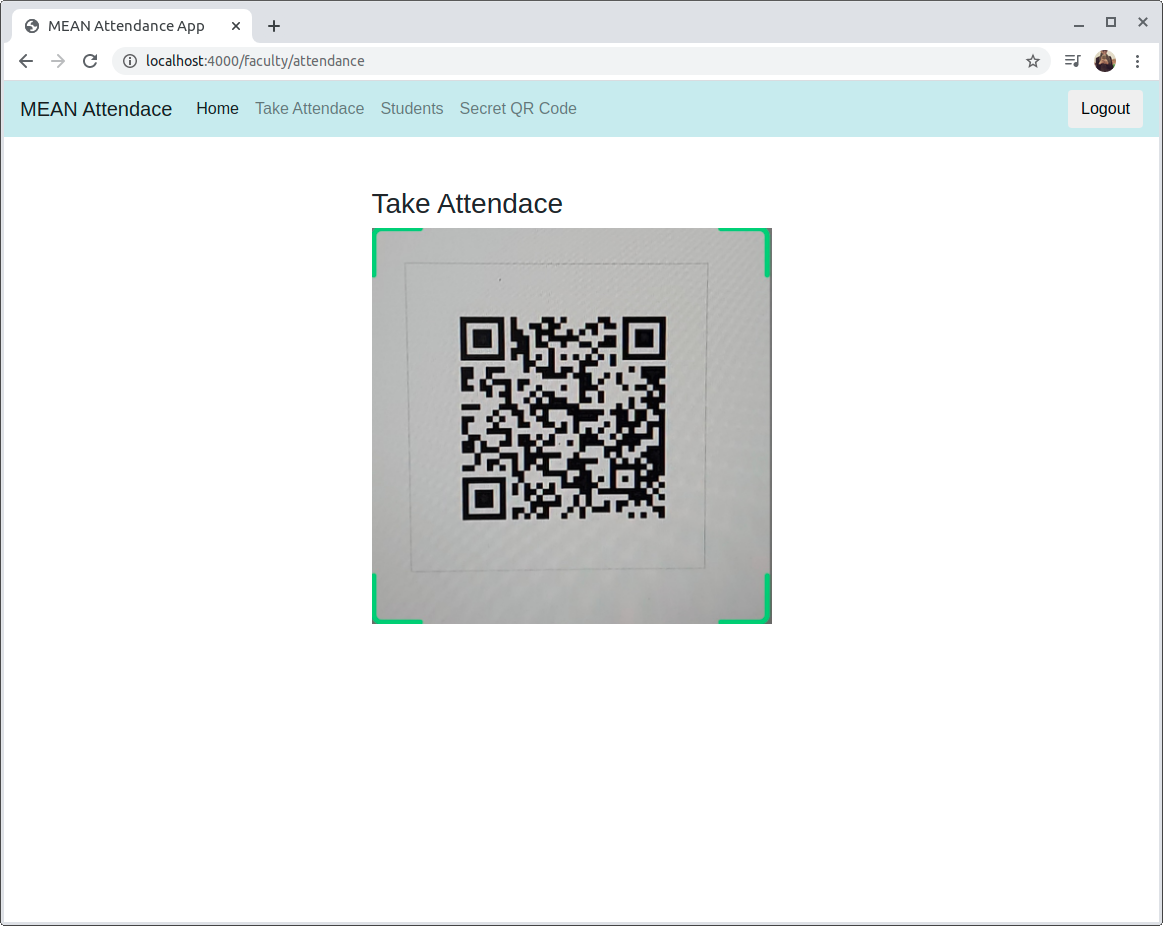 MEAN Attendance App
localhost:4000/faculty/attendance
MEAN Attendace Home Take Attendace Students Secret QR Code Logout
Take Attendace